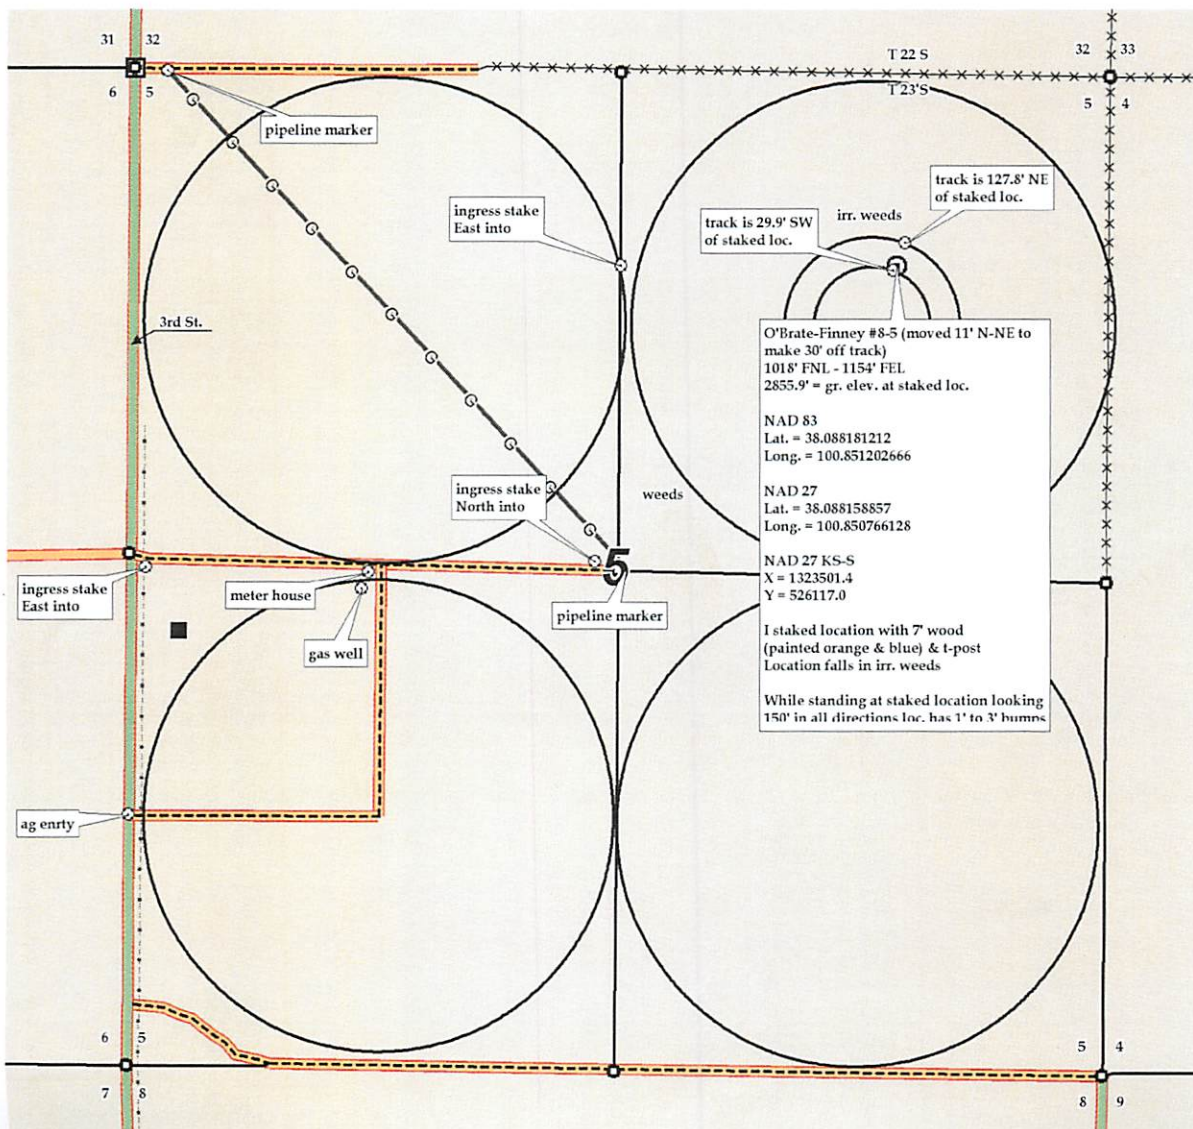 31 32
T 22 S
32 33
6 5
T 23'S
5 4
pipeline marker
track is 127.8' NE
of staked loc.
ingress stake
East into
irr. weeds
track is 29.9' SW
of staked loc.
3rd St.
O'Brate-Finney #8-5 (moved 11' N-NE to
make 30' off track)
1018' FNL - 1154' FEL
2855.9' = gr. elev. at staked loc.
NAD 83
Lat. = 38.088181212
Long. = 100.851202666
NAD 27
Lat. = 38.088158857
Long. = 100.850766128
NAD 27 KS-S
X = 1323501.4
Y = 526117.0
I staked location with 7' wood
(painted orange & blue) & t-post
Location falls in irr. weeds
While standing at staked location looking
150' in all directions loc. has 1' to 3' bumps
ingress stake
North into
weeds
5
ingress stake
East into
meter house
pipeline marker
gas well
ag enrty
6 5
5 4
7 8
8 9